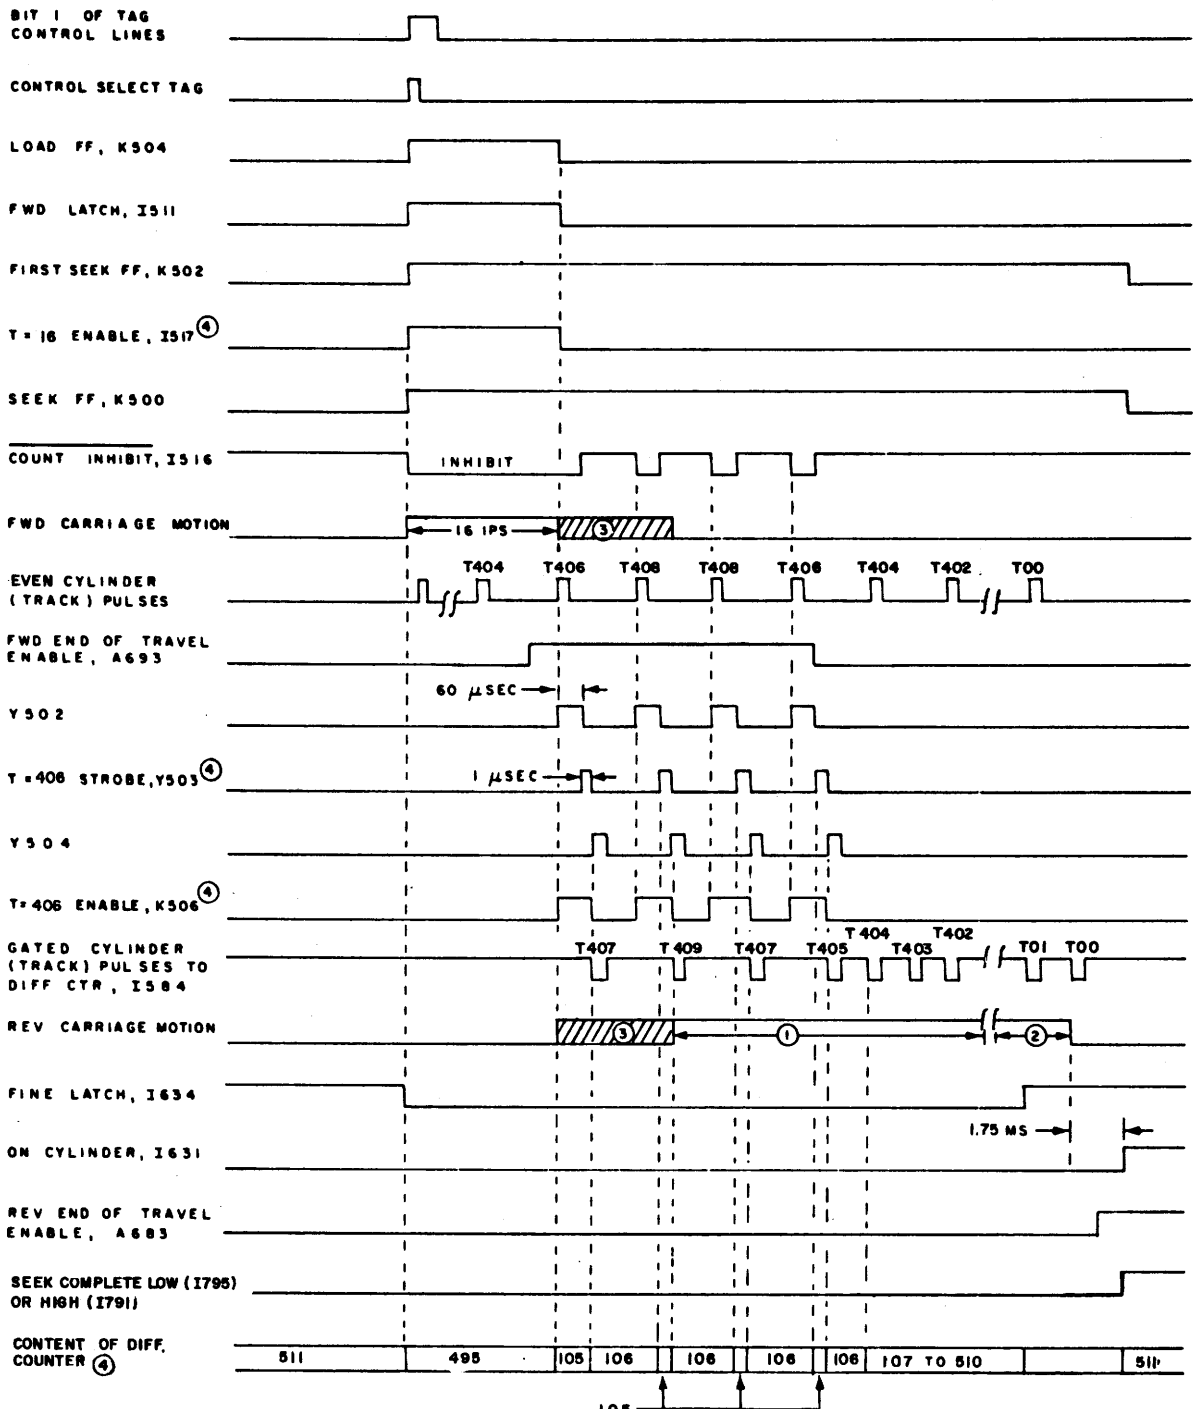 BIT 1 OF TAG
CONTROL LINES
CONTROL SELECT TAG
LOAD FF, K504
FWD LATCH, I511
FIRST SEEK FF, K502
T=16 ENABLE, I517 ④
SEEK FF, K500
COUNT INHIBIT, I516
INHIBIT
FWD CARRIAGE MOTION
16 IPS
③
EVEN CYLINDER
(TRACK) PULSES
T404 T406 T408 T408 T406 T404 T402 T00
FWD END OF TRAVEL
ENABLE, A693
60 μSEC
Y502
T=406 STROBE, Y503 ④
1 μSEC
Y504
T=406 ENABLE, K506 ④
GATED CYLINDER
(TRACK) PULSES TO
DIFF CTR, I584
T407 T409 T407 T405 T404 T403 T402 T01 T00
REV CARRIAGE MOTION
③ ① ②
FINE LATCH, I634
1.75 MS
ON CYLINDER, I631
REV END OF TRAVEL
ENABLE, A683
SEEK COMPLETE LOW (I795)
OR HIGH (I791)
CONTENT OF DIFF.
COUNTER ④
511 495 105 106 106 106 106 107 TO 510 511
105